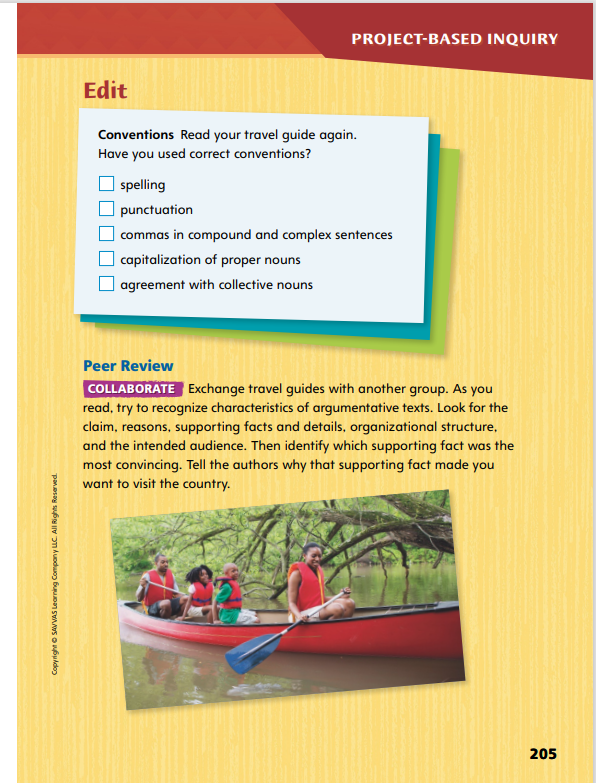 PROJECT-BASED INQUIRY
Edit
Conventions Read your travel guide again.
Have you used correct conventions?
spelling
punctuation
commas in compound and complex sentences
capitalization of proper nouns
agreement with collective nouns
Peer Review
COLLABORATE Exchange travel guides with another group. As you
read, try to recognize characteristics of argumentative texts. Look for the
claim, reasons, supporting facts and details, organizational structure,
and the intended audience. Then identify which supporting fact was the
most convincing. Tell the authors why that supporting fact made you
want to visit the country.
Copyright © SAVVAS Learning Company LLC. All Rights Reserved.
205